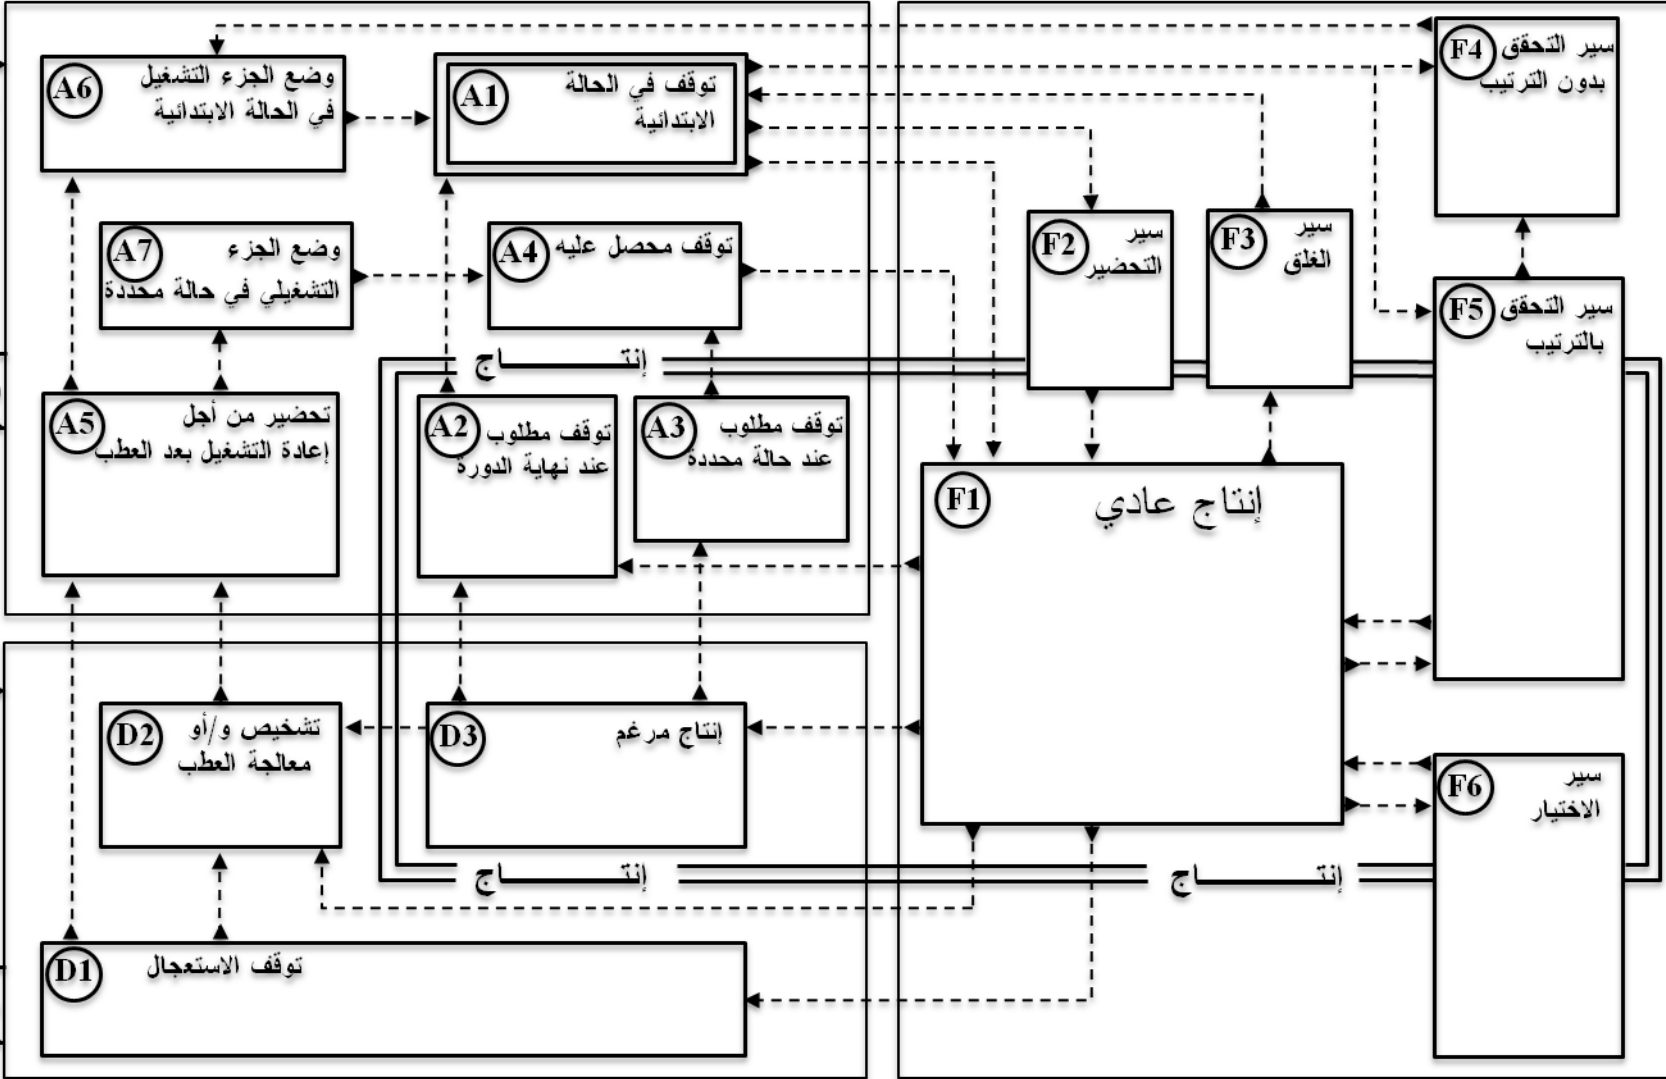 F4
سير التحقق
بدون الترتيب
A1
توقف في الحالة
الابتدائية
A6
وضع الجزء التشغيل
في الحالة الابتدائية
F3
سير
الغلق
F2
سير
التحضير
A4
توقف محصل عليه
A7
وضع الجزء
التشغيلي في حالة محددة
F5
سير التحقق
بالترتيب
إنتــــــــاج
A3
توقف مطلوب
عند حالة محددة
A2
توقف مطلوب
عند نهاية الدورة
A5
تحضير من أجل
إعادة التشغيل بعد العطب
F1
إنتاج عادي
D3
إنتاج مرغم
D2
تشخيص و/أو
معالجة العطب
F6
سير
الاختيار
إنتــــــــاج
إنتــــــــاج
D1
توقف الاستعجال